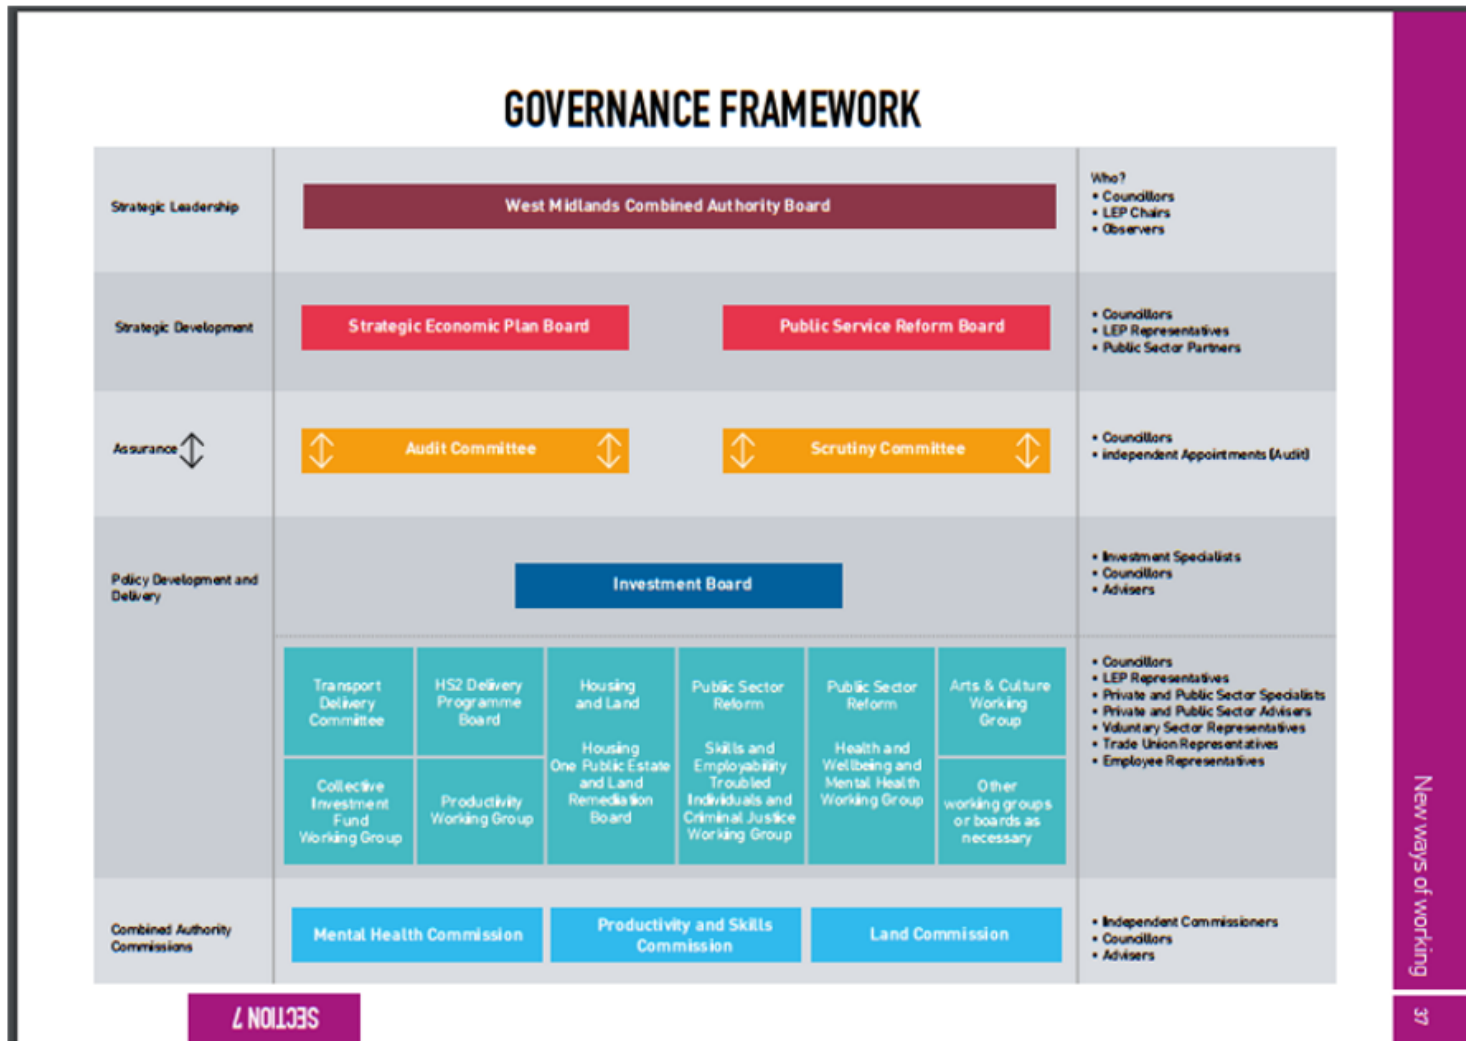 GOVERNANCE FRAMEWORK
Strategic Leadership
West Midlands Combined Authority Board
Who?
• Councillors
• LEP Chairs
• Observers
Strategic Development
Strategic Economic Plan Board
Public Service Reform Board
• Councillors
• LEP Representatives
• Public Sector Partners
Assurance
Audit Committee
Scrutiny Committee
• Councillors
• independent Appointments (Audit)
Policy Development and
Delivery
Investment Board
• Investment Specialists
• Councillors
• Advisers
Transport
Delivery
Committee
HS2 Delivery
Programme
Board
Housing
and Land
Housing
One Public Estate
and Land
Remediation
Board
Public Sector
Reform
Skills and
Employability
Troubled
Individuals and
Criminal Justice
Working Group
Public Sector
Reform
Health and
Wellbeing and
Mental Health
Working Group
Arts & Culture
Working
Group
Collective
Investment
Fund
Working Group
Productivity
Working Group
Other
working groups
or boards as
necessary
• Councillors
• LEP Representatives
• Private and Public Sector Specialists
• Private and Public Sector Advisers
• Voluntary Sector Representatives
• Trade Union Representatives
• Employee Representatives
Combined Authority
Commissions
Mental Health Commission
Productivity and Skills
Commission
Land Commission
• Independent Commissioners
• Councillors
• Advisers
SECTION 7
New ways of working
37